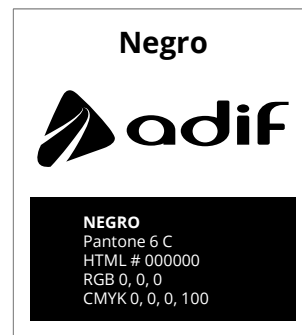 Negro
adif
NEGRO
Pantone 6 C
HTML # 000000
RGB 0, 0, 0
CMYK 0, 0, 0, 100